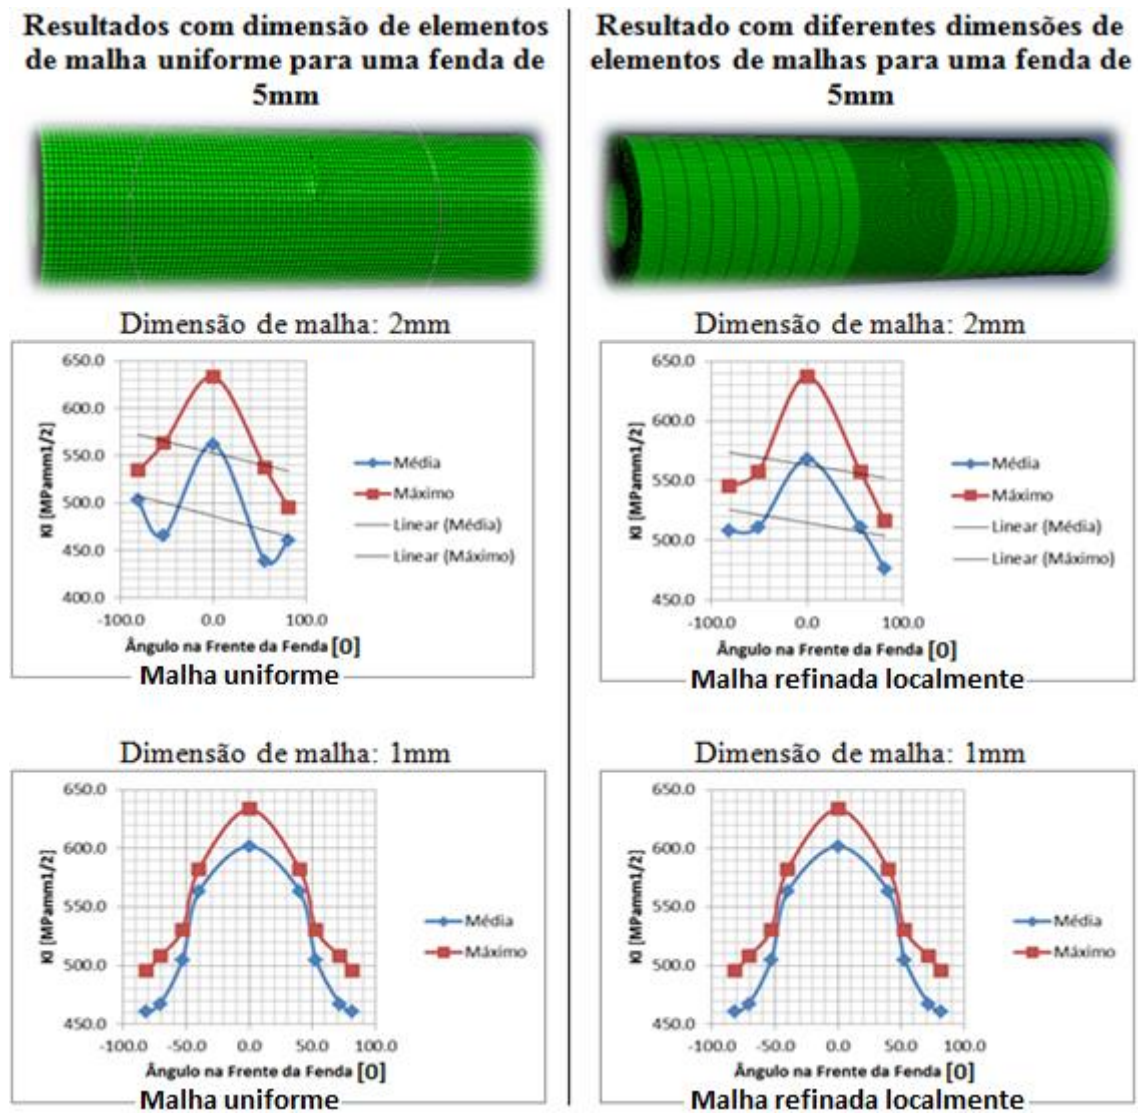 Resultados com dimensão de elementos
de malha uniforme para uma fenda de
5mm
Dimensão de malha: 2mm
650.0
600.0
550.0
500.0
450.0
400.0
KI [MPamm1/2]
-100.0 0.0 100.0
Ângulo na Frente da Fenda [0]
Média
Máximo
Linear (Média)
Linear (Máximo)
Malha uniforme
Dimensão de malha: 1mm
650.0
600.0
550.0
500.0
450.0
KI [MPamm1/2]
-100.0 -50.0 0.0 50.0 100.0
Ângulo na Frente da Fenda [0]
Média
Máximo
Malha uniforme
Resultado com diferentes dimensões de
elementos de malhas para uma fenda de
5mm
Dimensão de malha: 2mm
650.0
600.0
550.0
500.0
450.0
KI [MPamm1/2]
-100.0 0.0 100.0
Ângulo na Frente da Fenda [0]
Média
Máximo
Linear (Média)
Linear (Máximo)
Malha refinada localmente
Dimensão de malha: 1mm
650.0
600.0
550.0
500.0
450.0
KI [MPamm1/2]
-100.0 -50.0 0.0 50.0 100.0
Ângulo na Frente da Fenda [0]
Média
Máximo
Malha refinada localmente